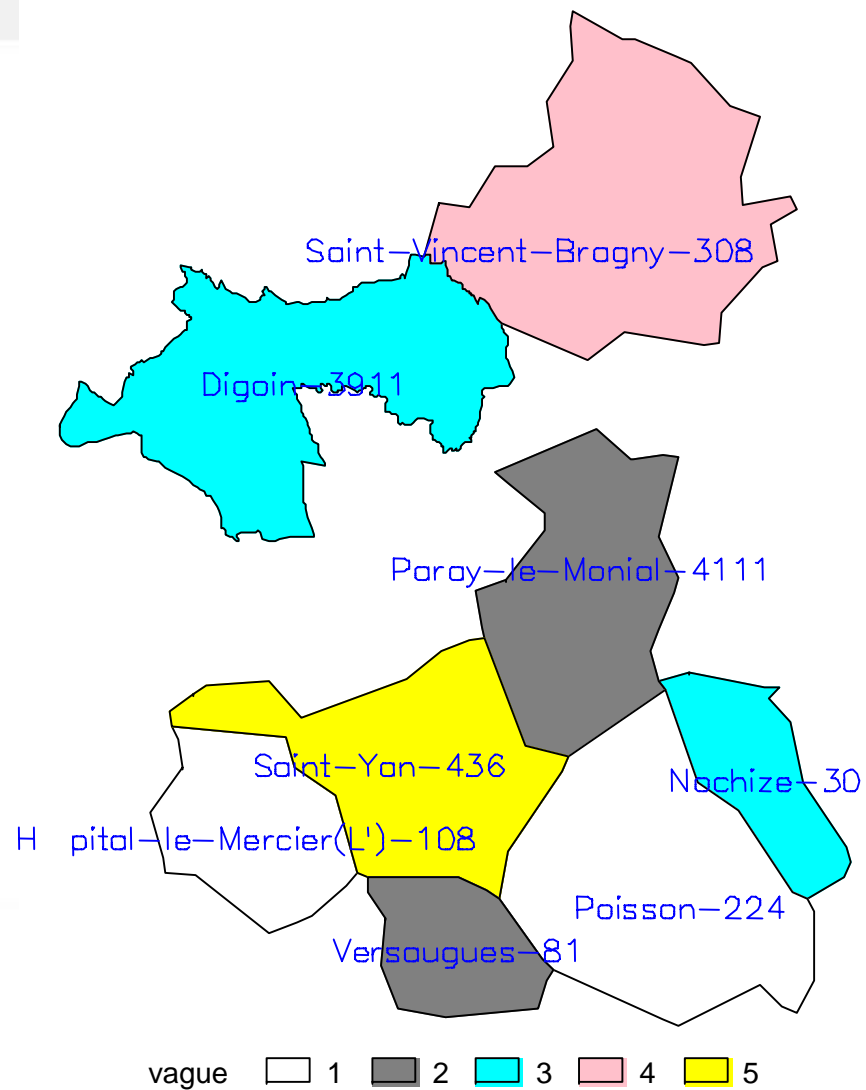 Saint-Vincent-Bragny-308
Digoin-3911
Paray-le-Monial-4111
Saint-Yan-436
Nochize-30
H pital-le-Mercier(L')-108
Poisson-224
Versaugues-81
vague 1 2 3 4 5